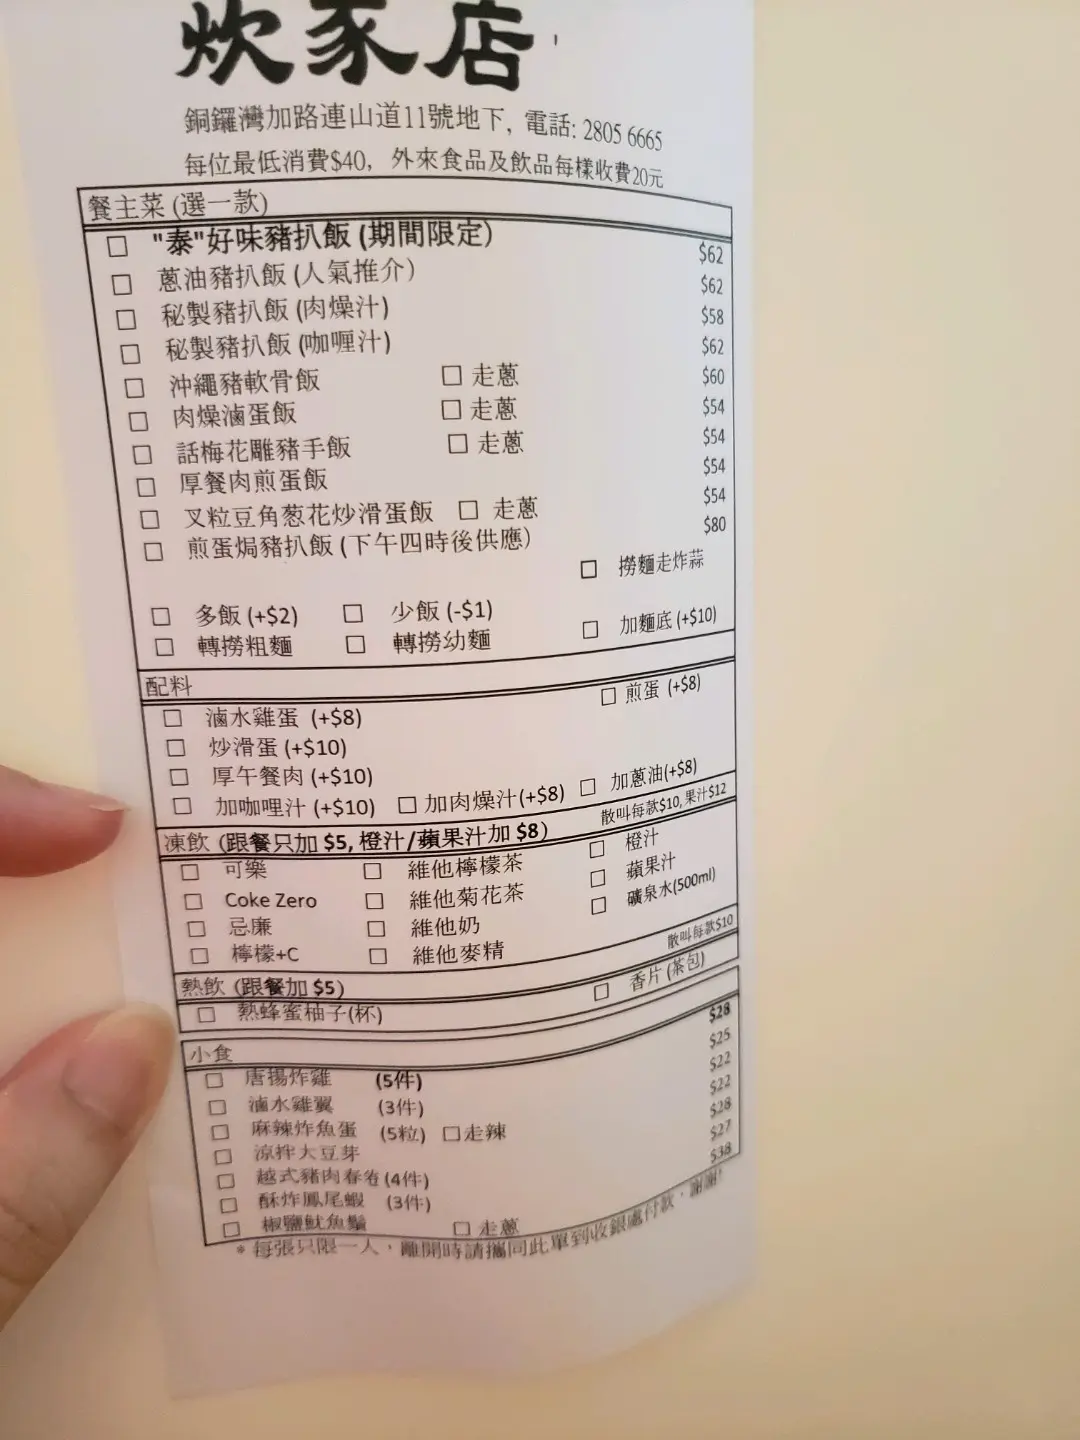 炊家店
銅鑼灣加路連山道11號地下, 電話: 2805 6665
每位最低消費$40, 外來食品及飲品每樣收費20元
餐主菜 (選一款)
□ "泰"好味豬扒飯 (期間限定) $62
□ 蔥油豬扒飯 (人氣推介) $62
□ 秘製豬扒飯 (肉燥汁) $58
□ 秘製豬扒飯 (咖喱汁) $62
□ 沖繩豬軟骨飯 □ 走蔥 $60
□ 肉燥滷蛋飯 □ 走蔥 $54
□ 話梅花雕豬手飯 □ 走蔥 $54
□ 厚餐肉煎蛋飯 $54
□ 叉粒豆角葱花炒滑蛋飯 □ 走蔥 $54
□ 煎蛋焗豬扒飯 (下午四時後供應) $80
□ 撈麵走炸蒜
□ 多飯 (+$2) □ 少飯 (-$1)
□ 轉撈粗麵 □ 轉撈幼麵 □ 加麵底 (+$10)
配料
□ 滷水雞蛋 (+$8) □ 煎蛋 (+$8)
□ 炒滑蛋 (+$10)
□ 厚午餐肉 (+$10)
□ 加咖哩汁 (+$10) □ 加肉燥汁(+$8) □ 加蔥油(+$8)
凍飲 (跟餐只加 $5, 橙汁/蘋果汁加 $8) 散叫每款$10, 果汁$12
□ 可樂 □ 維他檸檬茶 □ 橙汁
□ Coke Zero □ 維他菊花茶 □ 蘋果汁
□ 忌廉 □ 維他奶 □ 礦泉水(500ml)
□ 檸檬+C □ 維他麥精
熱飲 (跟餐加 $5) 散叫每款$10
□ 熱蜂蜜柚子(杯) □ 香片 (茶包)
小食
□ 唐揚炸雞 (5件) $28
□ 滷水雞翼 (3件) $25
□ 麻辣炸魚蛋 (5粒) □走辣 $22
□ 涼拌大豆芽 $22
□ 越式豬肉春卷 (4件) $28
□ 酥炸鳳尾蝦 (3件) $27
□ 椒鹽魷魚鬚 □ 走蔥 $38
* 每張只限一人，離開時請攜同此單到收銀處付款，謝謝!